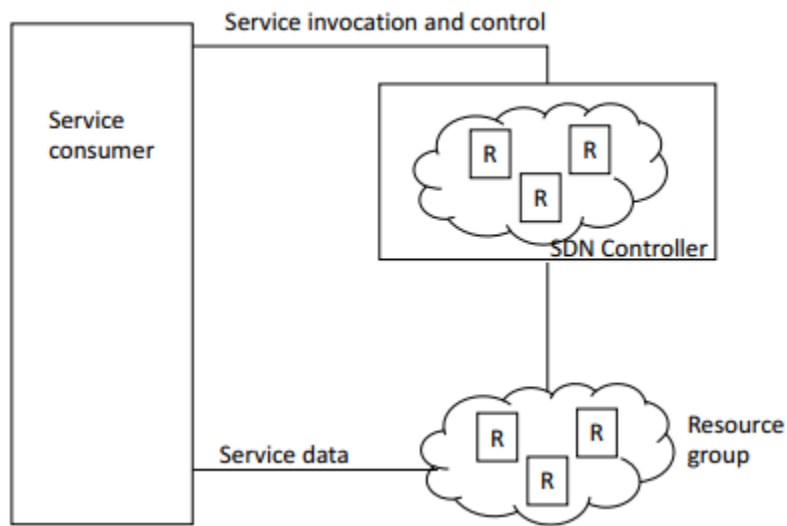 Service invocation and control
Service
consumer
R
R
R
SDN Controller
R
R
R
Resource
group
Service data